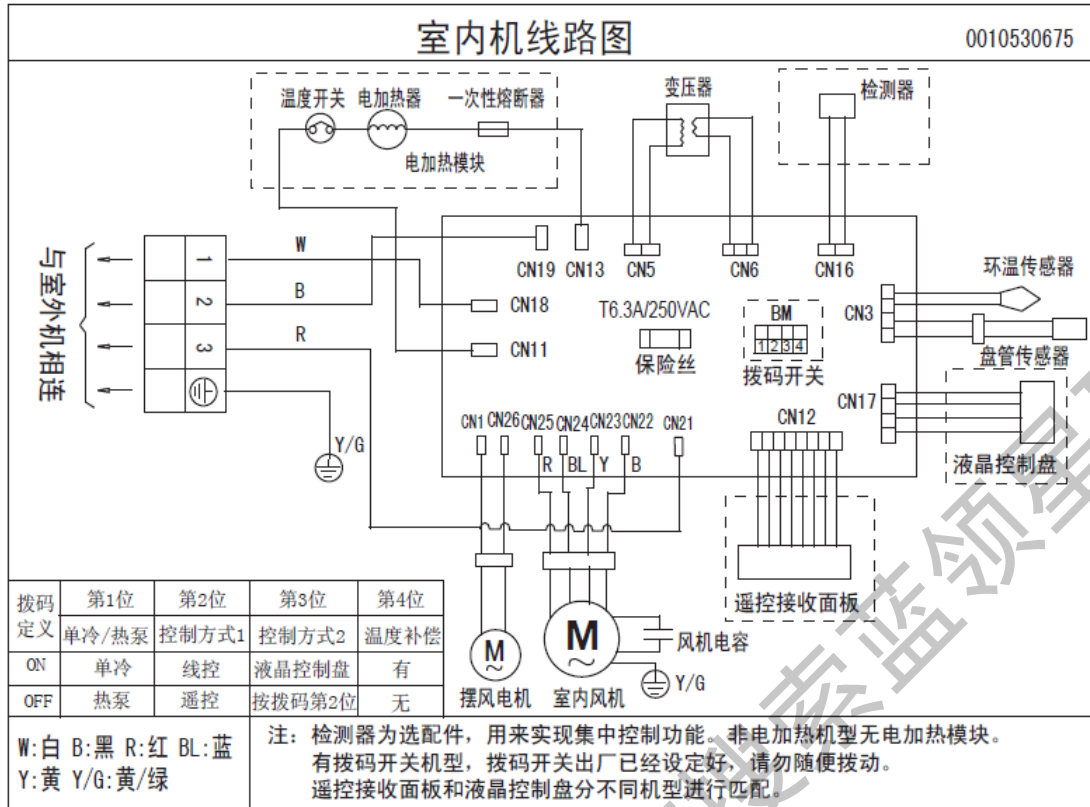 室内机线路图
0010530675
温度开关 电加热器 一次性熔断器
电加热模块
变压器
检测器
与室外机相连
1
2
3
W
B
R
Y/G
CN19 CN13 CN5 CN6 CN16
CN18
CN11
T6.3A/250VAC
保险丝
BM
1 2 3 4
拨码开关
CN3
环温传感器
盘管传感器
CN17
液晶控制盘
CN1 CN26 CN25 CN24 CN23 CN22 CN21
R BL Y B
CN12
遥控接收面板
M
~
摆风电机
M
~
室内风机
风机电容
Y/G
拨码定义 第1位 第2位 第3位 第4位
单冷/热泵 控制方式1 控制方式2 温度补偿
ON 单冷 线控 液晶控制盘 有
OFF 热泵 遥控 按拨码第2位 无
W:白 B:黑 R:红 BL:蓝
Y:黄 Y/G:黄/绿
注: 检测器为选配件，用来实现集中控制功能。非电加热机型无电加热模块。
有拨码开关机型，拨码开关出厂已经设定好，请勿随便拨动。
遥控接收面板和液晶控制盘分不同机型进行匹配。
搜索蓝领星